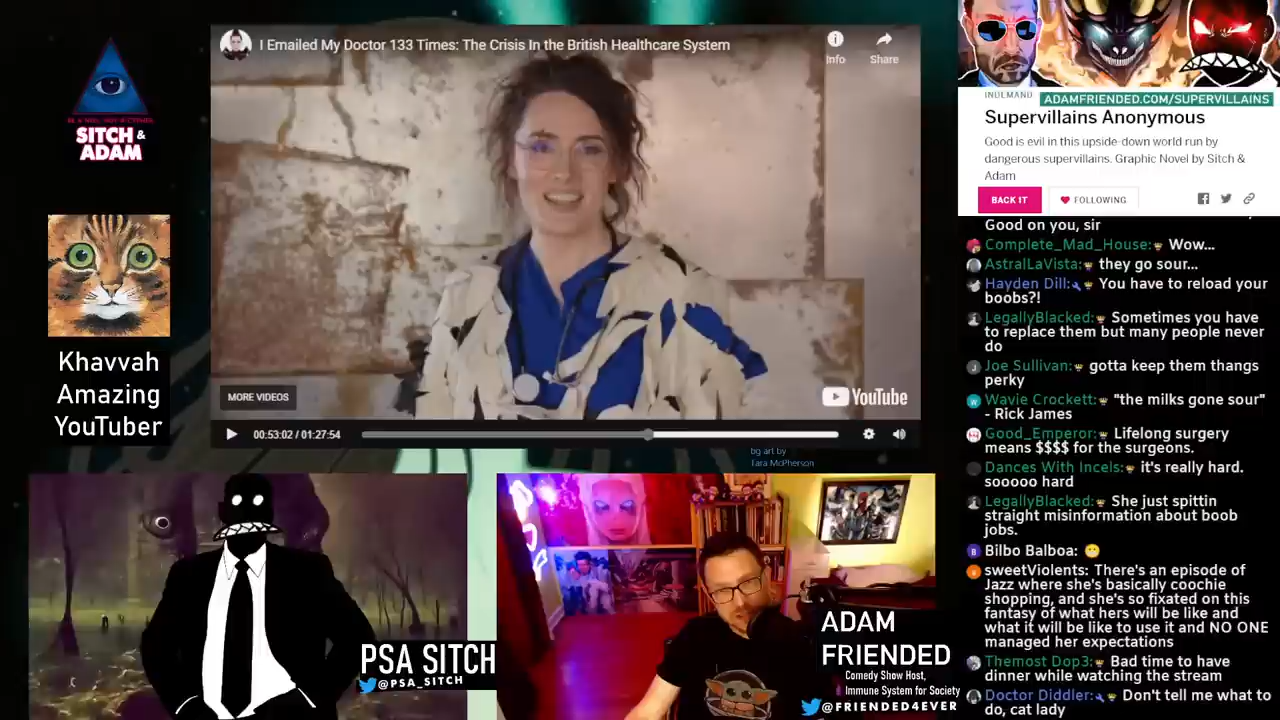 I Emailed My Doctor 133 Times: The Crisis In the British Healthcare System
Info
Share
MORE VIDEOS
YouTube
00:53:02 / 01:27:54
bg art by
Tara McPherson
SITCH &
ADAM
Khavvah
Amazing
YouTuber
PSA SITCH
@PSA_SITCH
ADAM
FRIENDED
Comedy Show Host,
Immune System for Society
@FRIENDED4EVER
INDEMAND
ADAMFRIENDED.COM/SUPERVILLAINS
Supervillains Anonymous
Good is evil in this upside-down world run by
dangerous supervillains. Graphic Novel by Sitch &
Adam
BACK IT
FOLLOWING
Good on you, sir
Complete_Mad_House: Wow...
AstralLaVista: they go sour...
Hayden Dill: You have to reload your
boobs?!
LegallyBlacked: Sometimes you have
to replace them but many people never
do
Joe Sullivan: gotta keep them thangs
perky
Wavie Crockett: "the milks gone sour"
- Rick James
Good_Emperor: Lifelong surgery
means $$$$ for the surgeons.
Dances With Incels: it's really hard.
sooooo hard
LegallyBlacked: She just spittin
straight misinformation about boob
jobs.
Bilbo Balboa: 😬
sweetViolents: There's an episode of
Jazz where she's basically coochie
shopping, and she's so fixated on this
fantasy of what hers will be like and
what it will be like to use it and NO ONE
managed her expectations
Themost Dop3: Bad time to have
dinner while watching the stream
Doctor Diddler: Don't tell me what to
do, cat lady